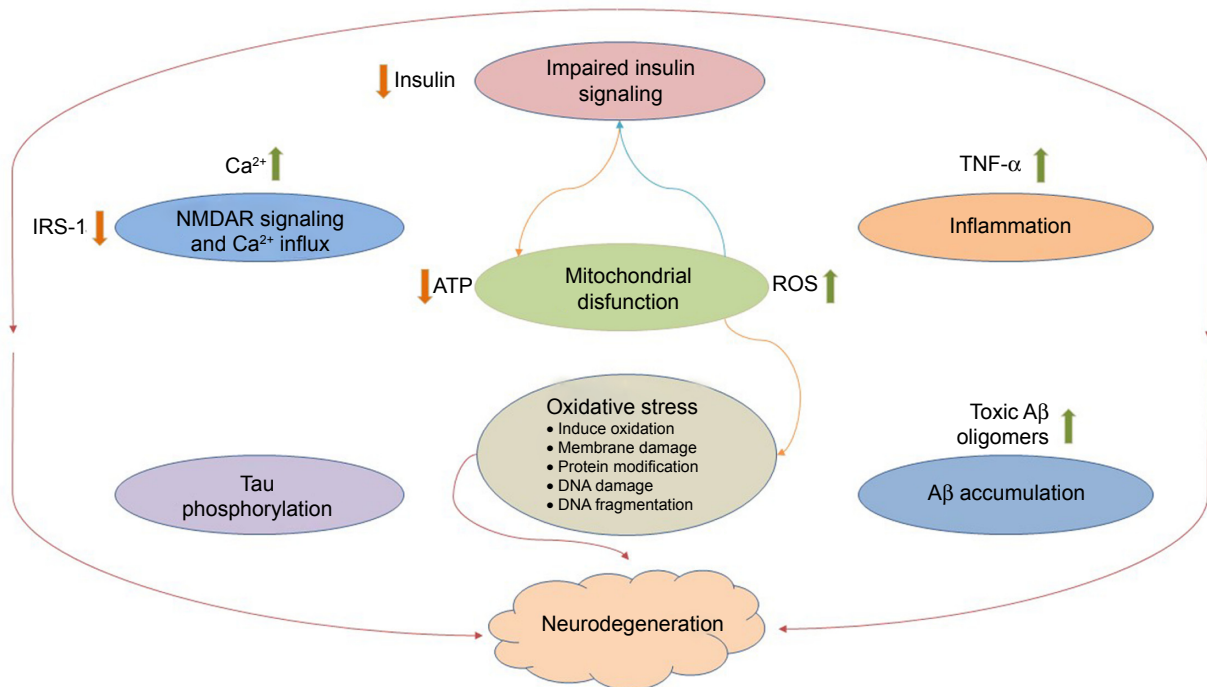 Insulin
Impaired insulin
signaling
Ca²⁺
TNF-α
IRS-1
NMDAR signaling
and Ca²⁺ influx
Inflammation
ATP
Mitochondrial
disfunction
ROS
Oxidative stress
• Induce oxidation
• Membrane damage
• Protein modification
• DNA damage
• DNA fragmentation
Toxic Aβ
oligomers
Tau
phosphorylation
Aβ accumulation
Neurodegeneration